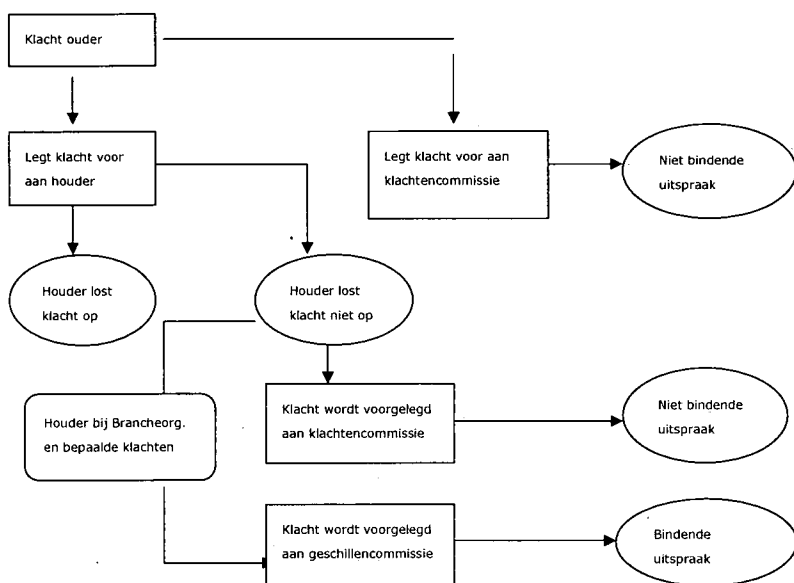 Klacht ouder
Legt klacht voor
aan houder
Legt klacht voor aan
klachtencommissie
Niet bindende
uitspraak
Houder lost
klacht op
Houder lost
klacht niet op
Houder bij Brancheorg.
en bepaalde klachten
Klacht wordt voorgelegd
aan klachtencommissie
Niet bindende
uitspraak
Klacht wordt voorgelegd
aan geschillencommissie
Bindende
uitspraak